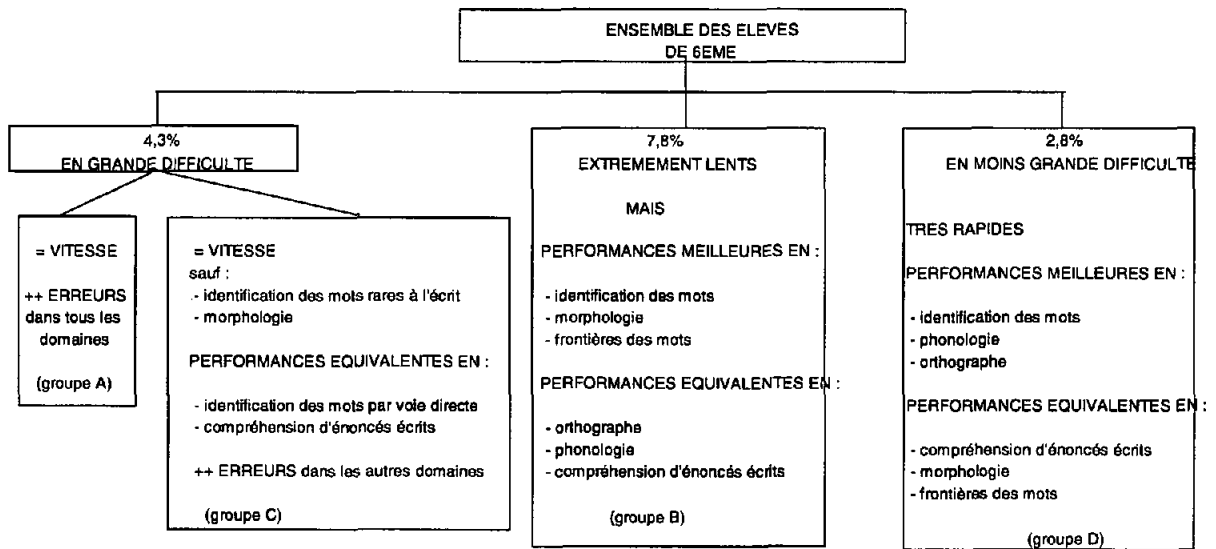 ENSEMBLE DES ELEVES
DE 6EME
4,3%
EN GRANDE DIFFICULTE
= VITESSE
++ ERREURS
dans tous les
domaines
(groupe A)
= VITESSE
sauf :
- identification des mots rares à l'écrit
- morphologie
PERFORMANCES EQUIVALENTES EN :
- identification des mots par voie directe
- compréhension d'énoncés écrits
++ ERREURS dans les autres domaines
(groupe C)
7,8%
EXTREMEMENT LENTS
MAIS
PERFORMANCES MEILLEURES EN :
- identification des mots
- morphologie
- frontières des mots
PERFORMANCES EQUIVALENTES EN :
- orthographe
- phonologie
- compréhension d'énoncés écrits
(groupe B)
2,8%
EN MOINS GRANDE DIFFICULTE
TRES RAPIDES
PERFORMANCES MEILLEURES EN :
- identification des mots
- phonologie
- orthographe
PERFORMANCES EQUIVALENTES EN :
- compréhension d'énoncés écrits
- morphologie
- frontières des mots
(groupe D)